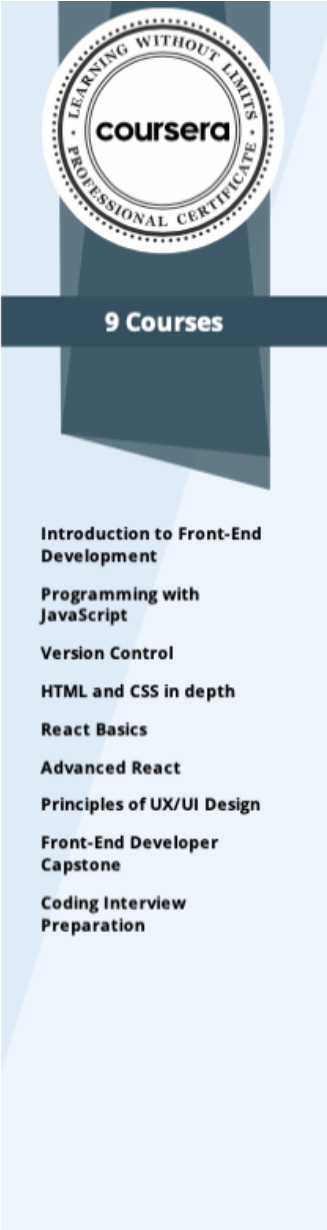 LEARNING WITHOUT LIMITS
coursera
PROFESSIONAL CERTIFICATE
9 Courses
Introduction to Front-End
Development
Programming with
JavaScript
Version Control
HTML and CSS in depth
React Basics
Advanced React
Principles of UX/UI Design
Front-End Developer
Capstone
Coding Interview
Preparation